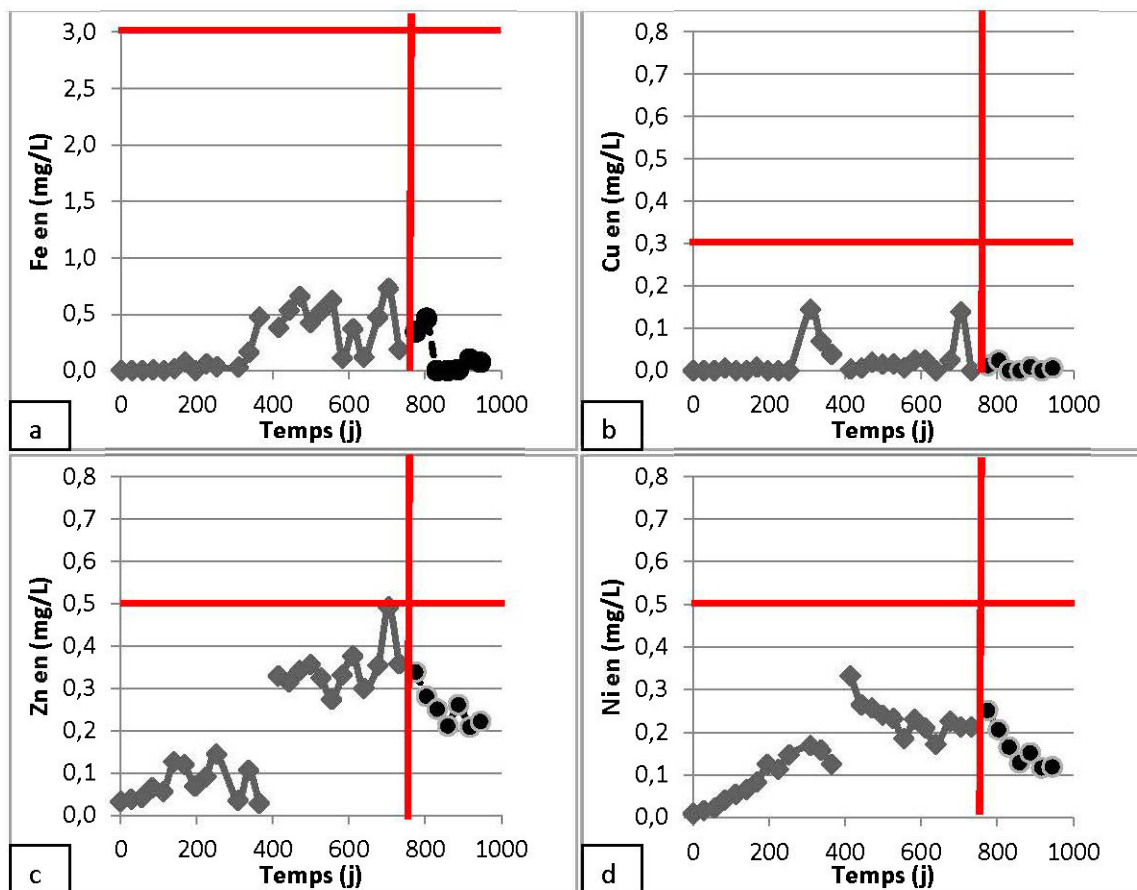 Fe en (mg/L)
3,0
2,5
2,0
1,5
1,0
0,5
0,0
0 200 400 600 800 1000
Temps (j)
a
Cu en (mg/L)
0,8
0,7
0,6
0,5
0,4
0,3
0,2
0,1
0,0
0 200 400 600 800 1000
Temps (j)
b
Zn en (mg/L)
0,8
0,7
0,6
0,5
0,4
0,3
0,2
0,1
0,0
0 200 400 600 800 1000
Temps (j)
c
Ni en (mg/L)
0,8
0,7
0,6
0,5
0,4
0,3
0,2
0,1
0,0
0 200 400 600 800 1000
Temps (j)
d